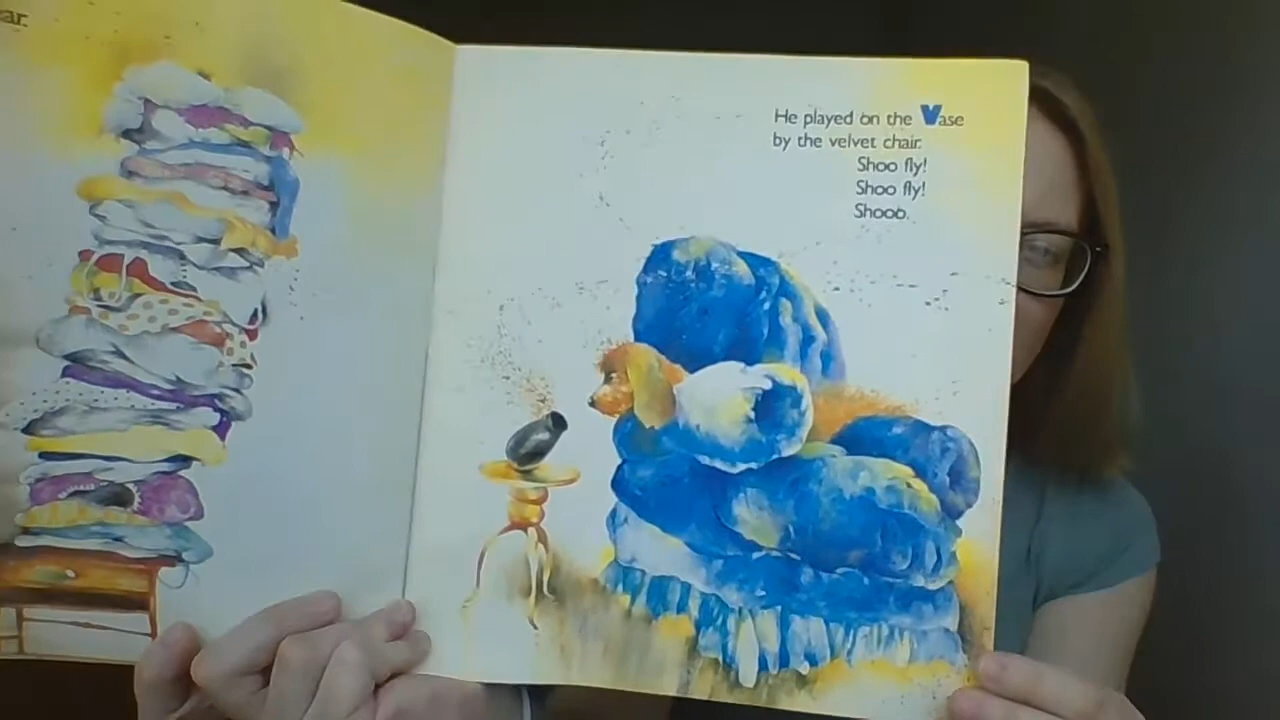 He played on the Vase
by the velvet chair.
Shoo fly!
Shoo fly!
Shooo.